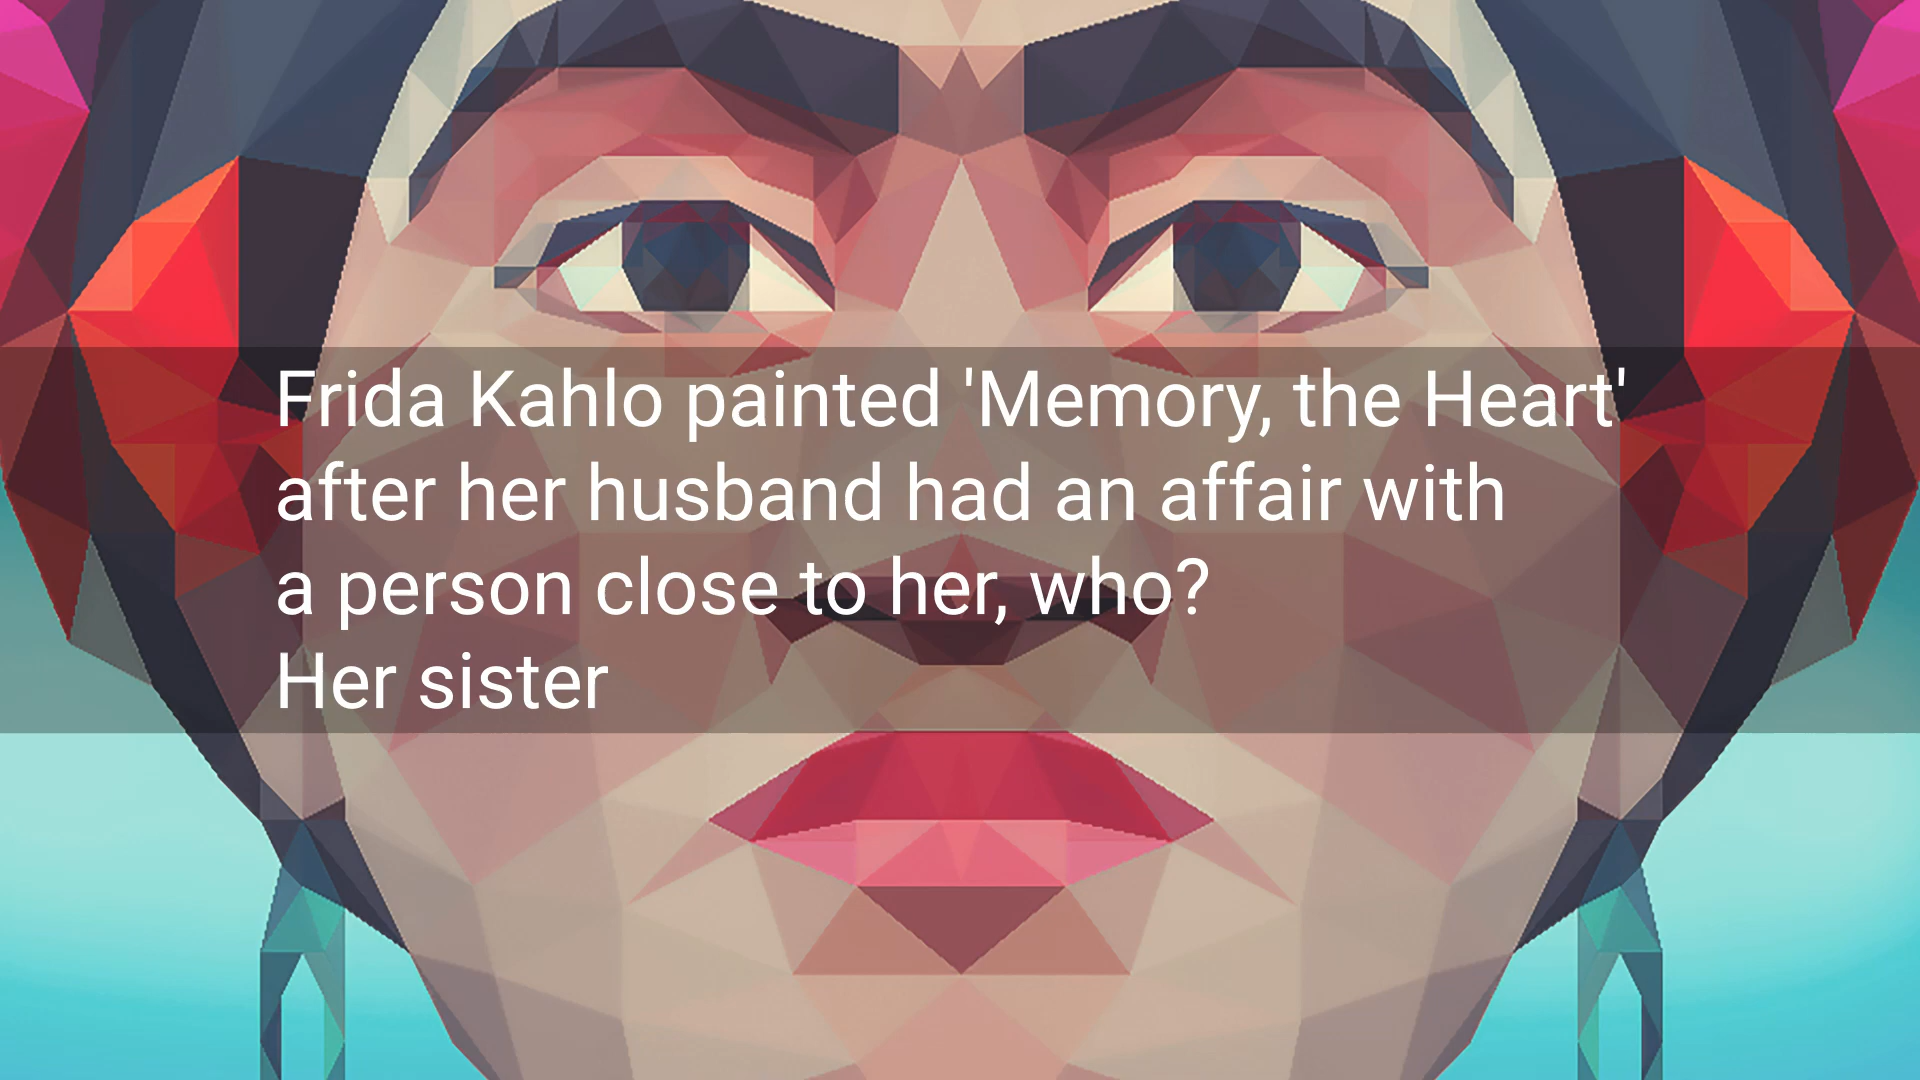 Frida Kahlo painted 'Memory, the Heart'
after her husband had an affair with
a person close to her, who?
Her sister